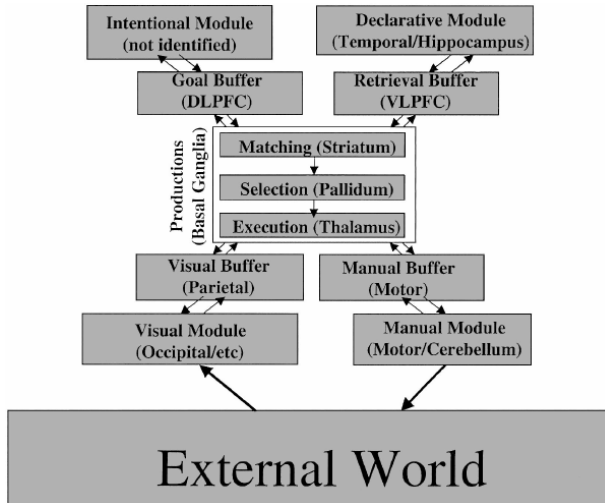 Intentional Module
(not identified)
Declarative Module
(Temporal/Hippocampus)
Goal Buffer
(DLPFC)
Retrieval Buffer
(VLPFC)
Productions
(Basal Ganglia)
Matching (Striatum)
Selection (Pallidum)
Execution (Thalamus)
Visual Buffer
(Parietal)
Manual Buffer
(Motor)
Visual Module
(Occipital/etc)
Manual Module
(Motor/Cerebellum)
External World